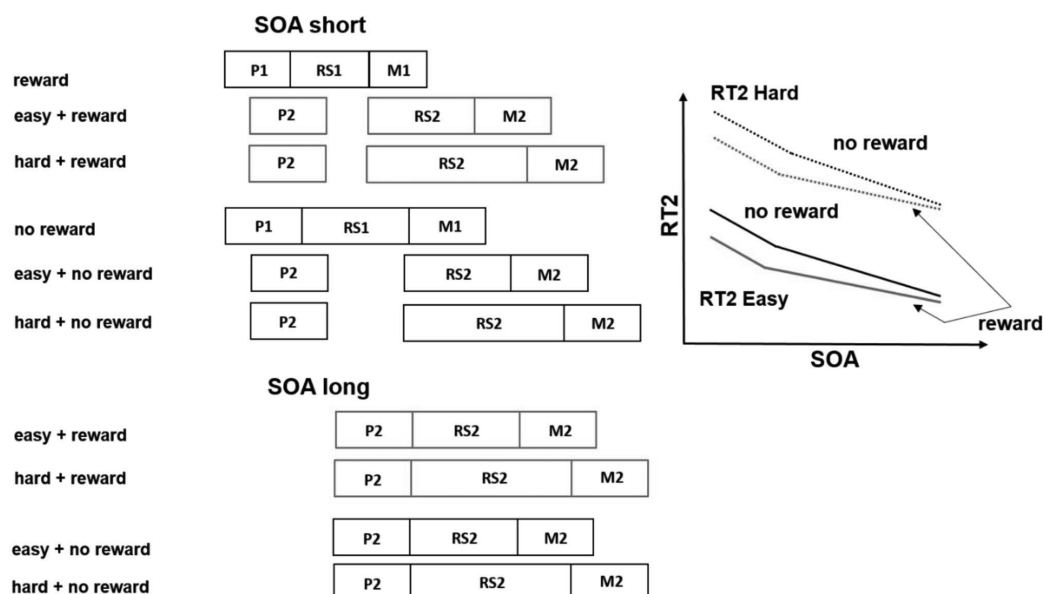 SOA short
reward
P1 RS1 M1
easy + reward
P2 RS2 M2
hard + reward
P2 RS2 M2
no reward
P1 RS1 M1
easy + no reward
P2 RS2 M2
hard + no reward
P2 RS2 M2
SOA long
easy + reward
P2 RS2 M2
hard + reward
P2 RS2 M2
easy + no reward
P2 RS2 M2
hard + no reward
P2 RS2 M2
RT2 Hard
no reward
no reward
RT2
RT2 Easy
reward
SOA